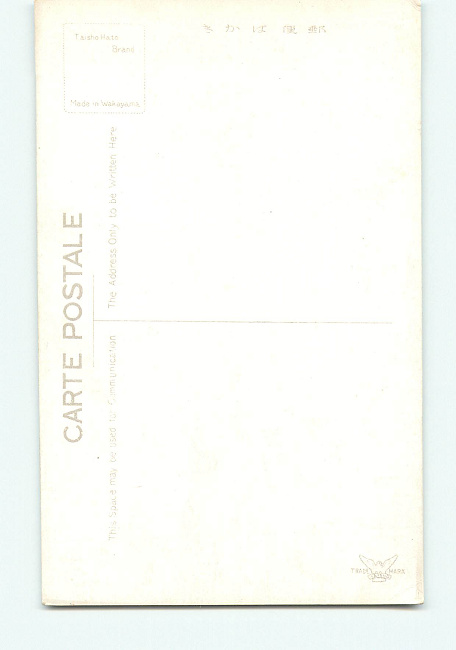 Taisho Hato
Brand
Made in Wakayama
き か は 便 郵
CARTE POSTALE
The Address Only to be Written Here
This Space may be used for Communication
TRADE MARK